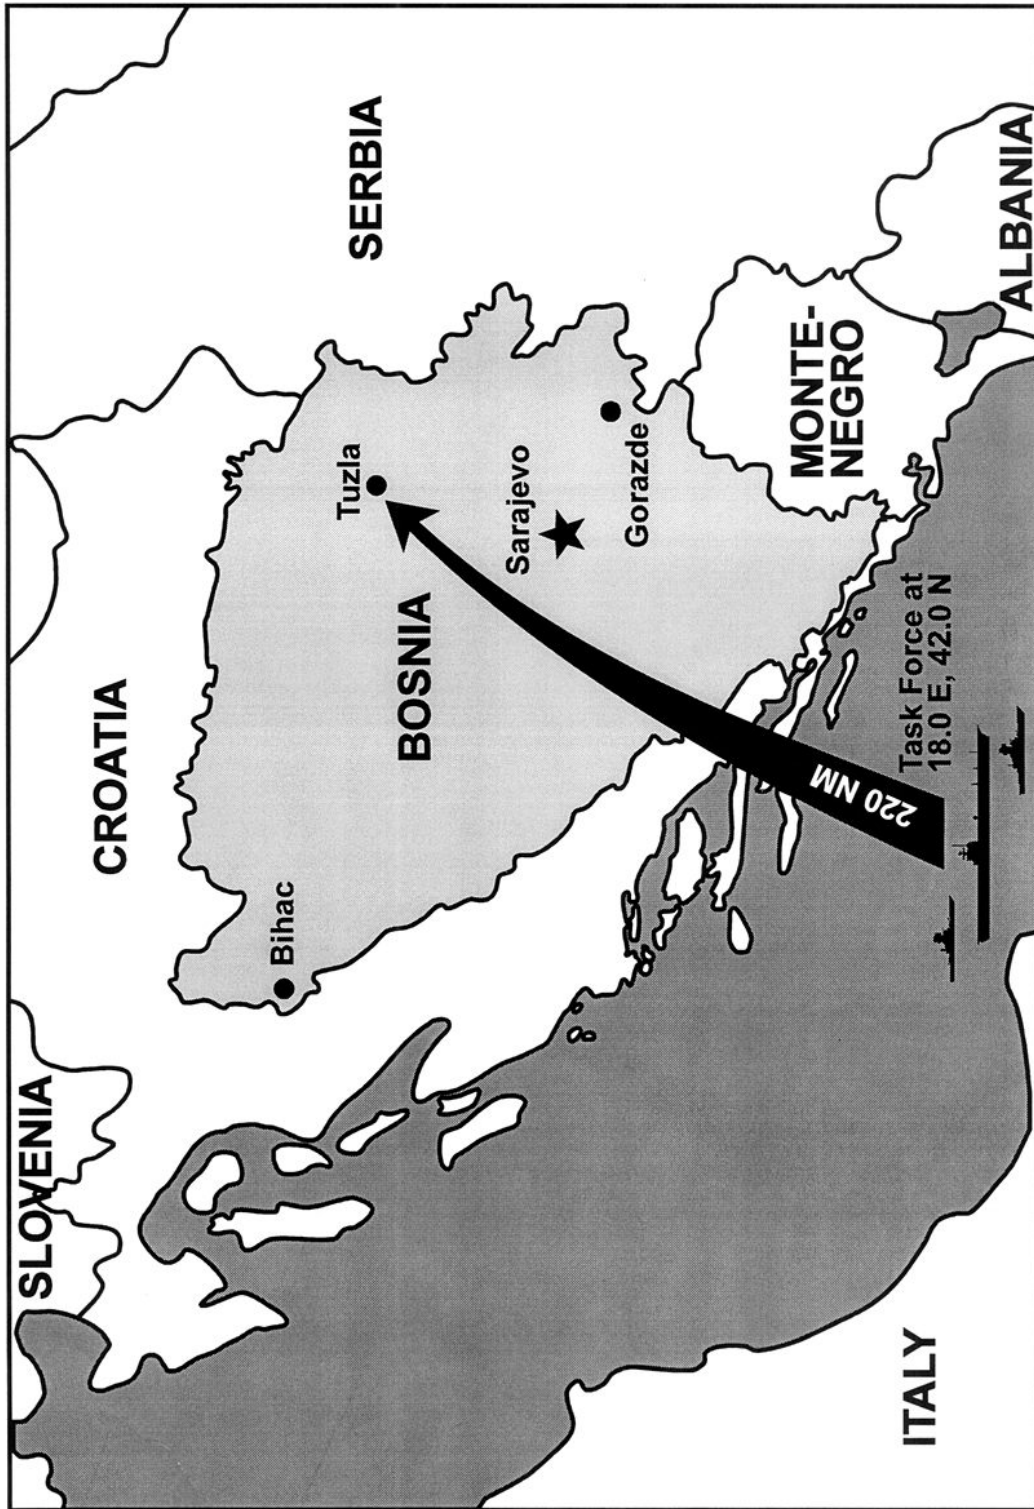 SLOVENIA
CROATIA
SERBIA
Bihac
Tuzla
BOSNIA
Sarajevo
Gorazde
MONTE-
NEGRO
220 NM
Task Force at
18.0 E, 42.0 N
ITALY
ALBANIA